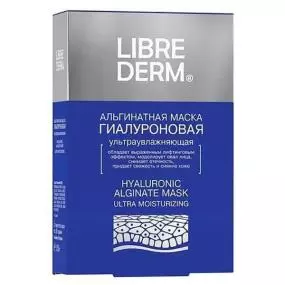 LIBRE
DERM®
АЛЬГИНАТНАЯ МАСКА
ГИАЛУРОНОВАЯ
ультраувлажняющая
обладает выраженным лифтинговым
эффектом, моделирует овал лица,
снимает отечность,
придает свежесть и сияние коже
HYALURONIC
ALGINATE MASK
ULTRA MOISTURIZING